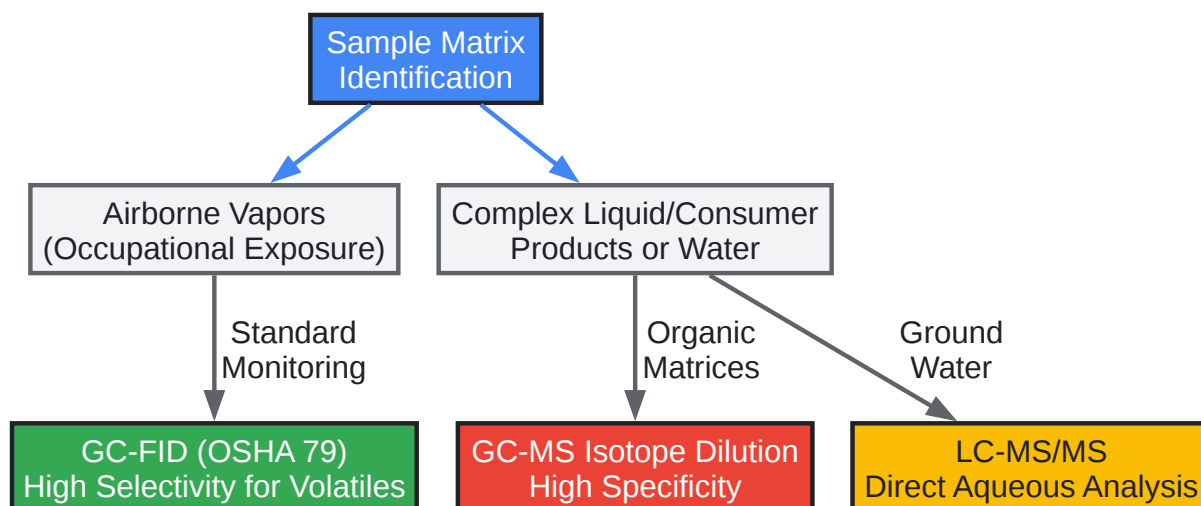 Sample Matrix
Identification
Airborne Vapors
(Occupational Exposure)
Complex Liquid/Consumer
Products or Water
Standard
Monitoring
Organic
Matrices
Ground
Water
GC-FID (OSHA 79)
High Selectivity for Volatiles
GC-MS Isotope Dilution
High Specificity
LC-MS/MS
Direct Aqueous Analysis